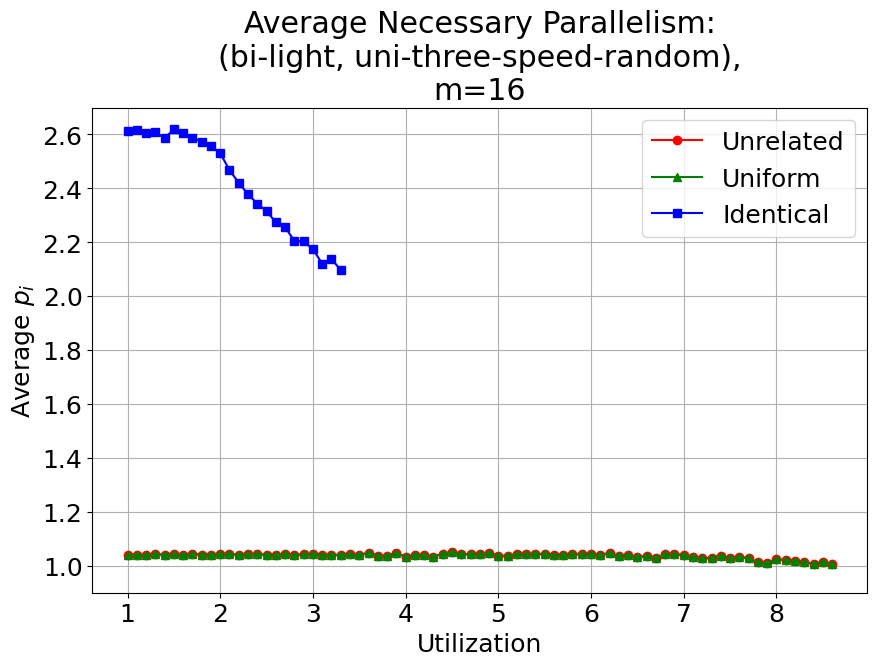 Average Necessary Parallelism:
(bi-light, uni-three-speed-random),
m=16
Unrelated
Uniform
Identical
2.6
2.4
2.2
2.0
1.8
1.6
1.4
1.2
1.0
Average p_i
1 2 3 4 5 6 7 8
Utilization